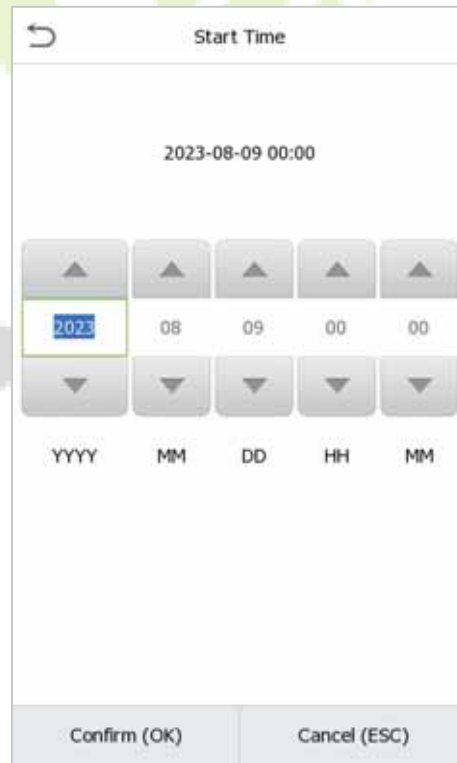 Start Time
2023-08-09 00:00
2023 08 09 00 00
YYYY MM DD HH MM
Confirm (OK) Cancel (ESC)